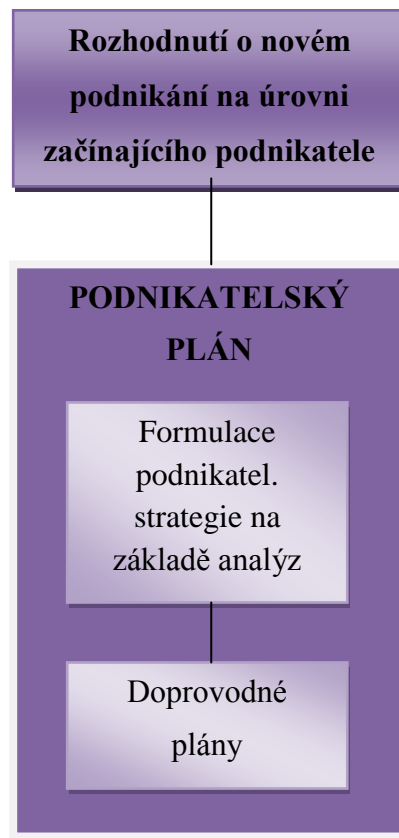 Rozhodnutí o novém
podnikání na úrovni
začínajícího podnikatele
PODNIKATELSKÝ
PLÁN
Formulace
podnikatel.
strategie na
základě analýz
Doprovodné
plány